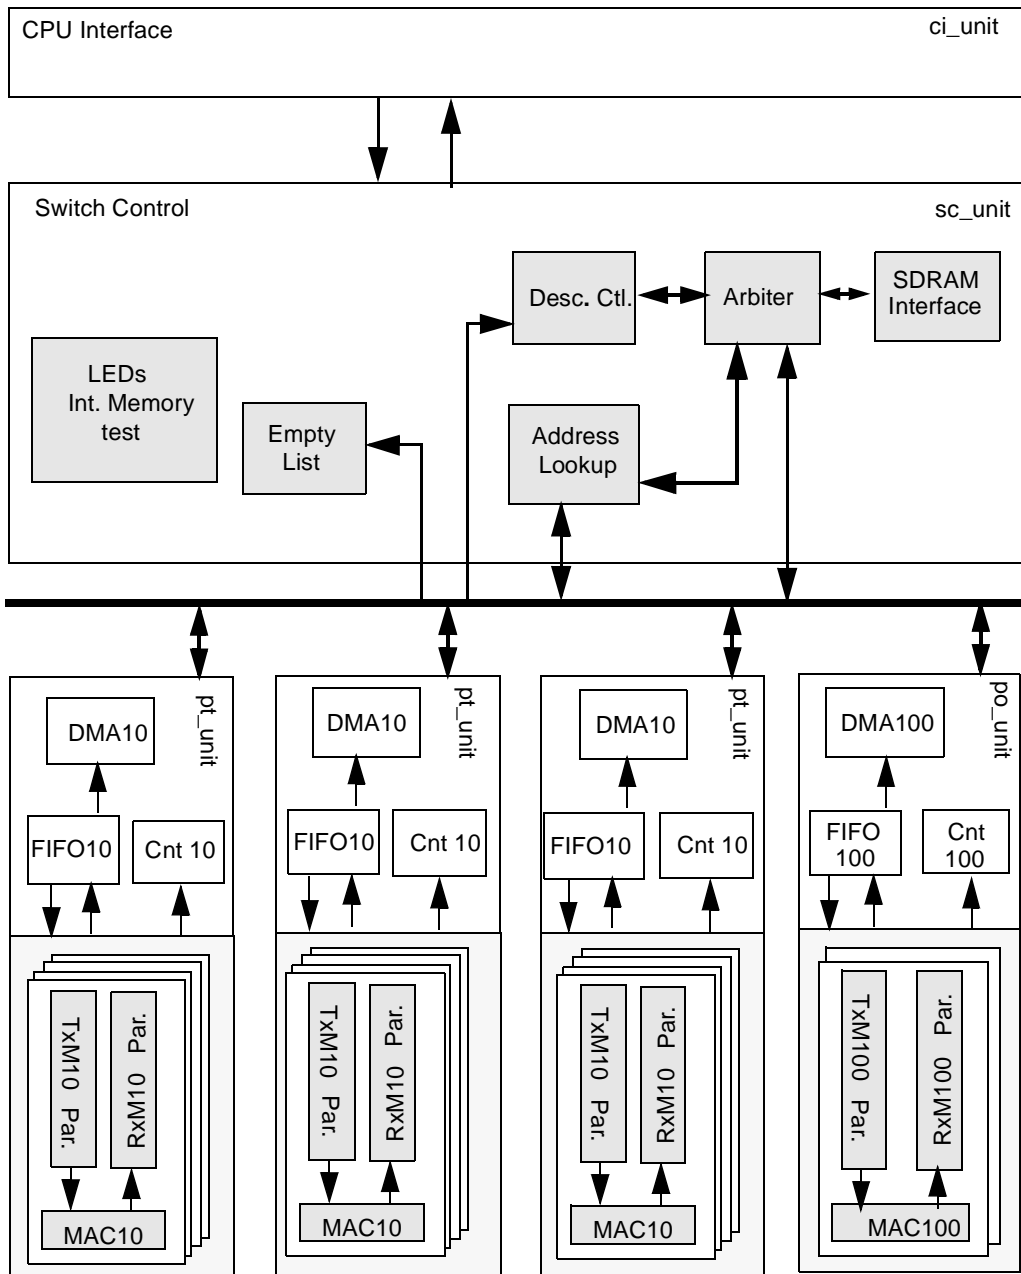 CPU Interface
ci_unit
Switch Control
sc_unit
Desc. Ctl.
Arbiter
SDRAM
Interface
LEDs
Int. Memory
test
Empty
List
Address
Lookup
pt_unit
DMA10
FIFO10
Cnt 10
TxM10 Par.
RxM10 Par.
MAC10
pt_unit
DMA10
FIFO10
Cnt 10
TxM10 Par.
RxM10 Par.
MAC10
pt_unit
DMA10
FIFO10
Cnt 10
TxM10 Par.
RxM10 Par.
MAC10
po_unit
DMA100
FIFO
100
Cnt
100
TxM100 Par.
RxM100 Par.
MAC100